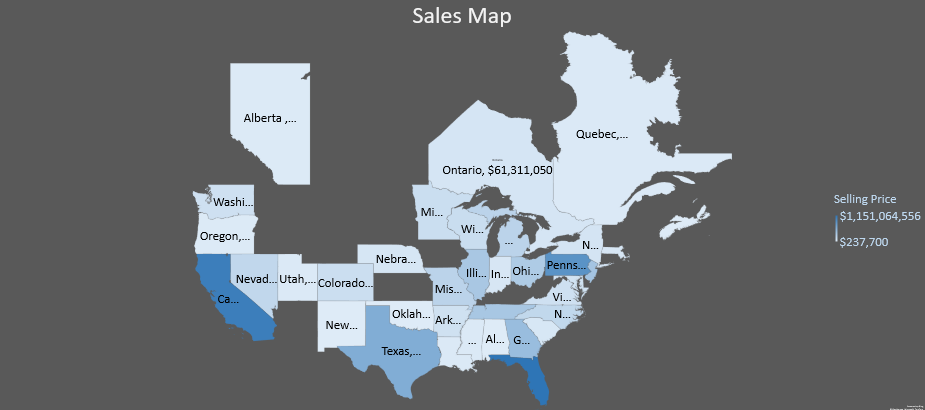 Sales Map
Alberta ,...
Quebec,...
Ontario, $61,311,050
Washi...
Mi...
Selling Price
$1,151,064,556
$237,700
Wi...
Oregon,...
...
N...
Nebra...
Penns...
Illi...
In...
Ohi...
Nevad...
Utah,...
Colorado...
Mis...
Ca...
Vi...
Oklah...
N...
Ark...
New...
...
Al...
G...
Texas,...